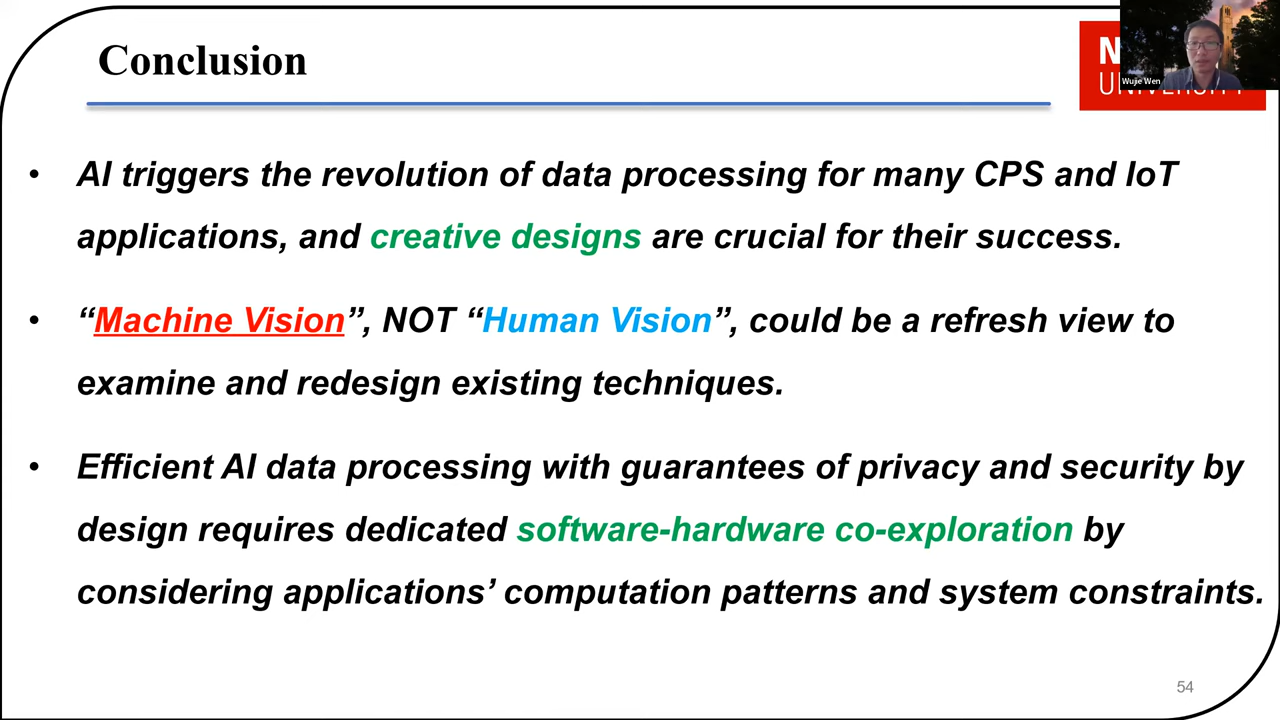 Conclusion
Wujie Wen
• AI triggers the revolution of data processing for many CPS and IoT
applications, and creative designs are crucial for their success.
• “Machine Vision”, NOT “Human Vision”, could be a refresh view to
examine and redesign existing techniques.
• Efficient AI data processing with guarantees of privacy and security by
design requires dedicated software-hardware co-exploration by
considering applications’ computation patterns and system constraints.
54